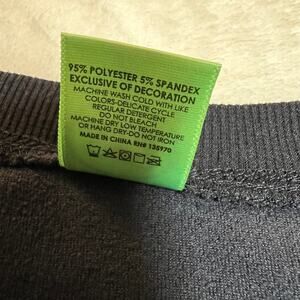 95% POLYESTER 5% SPANDEX
EXCLUSIVE OF DECORATION
MACHINE WASH COLD WITH LIKE
COLORS-DELICATE CYCLE
REGULAR DETERGENT
DO NOT BLEACH
MACHINE DRY LOW TEMPERATURE
OR HANG DRY-DO NOT IRON
MADE IN CHINA RN# 135970